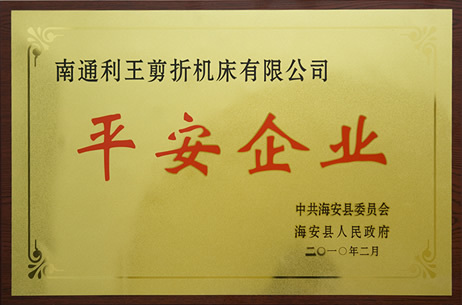 南通利王剪折机床有限公司
平安企业
中共海安县委员会
海安县人民政府
二〇一〇年二月